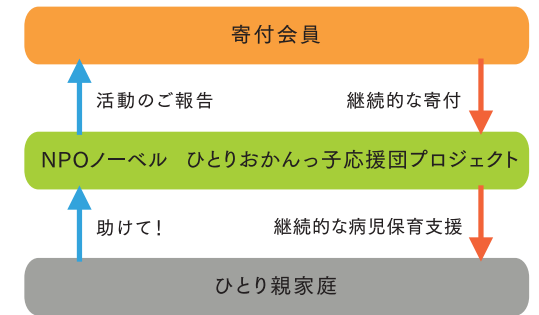 寄付会員
活動のご報告
継続的な寄付
NPOノーベル　ひとりおかんっ子応援団プロジェクト
助けて！
継続的な病児保育支援
ひとり親家庭